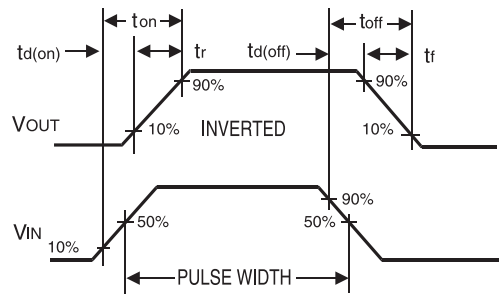 ton
toff
td(on)
tr
td(off)
tf
90%
90%
VOUT
10%
INVERTED
10%
VIN
90%
50%
50%
10%
PULSE WIDTH